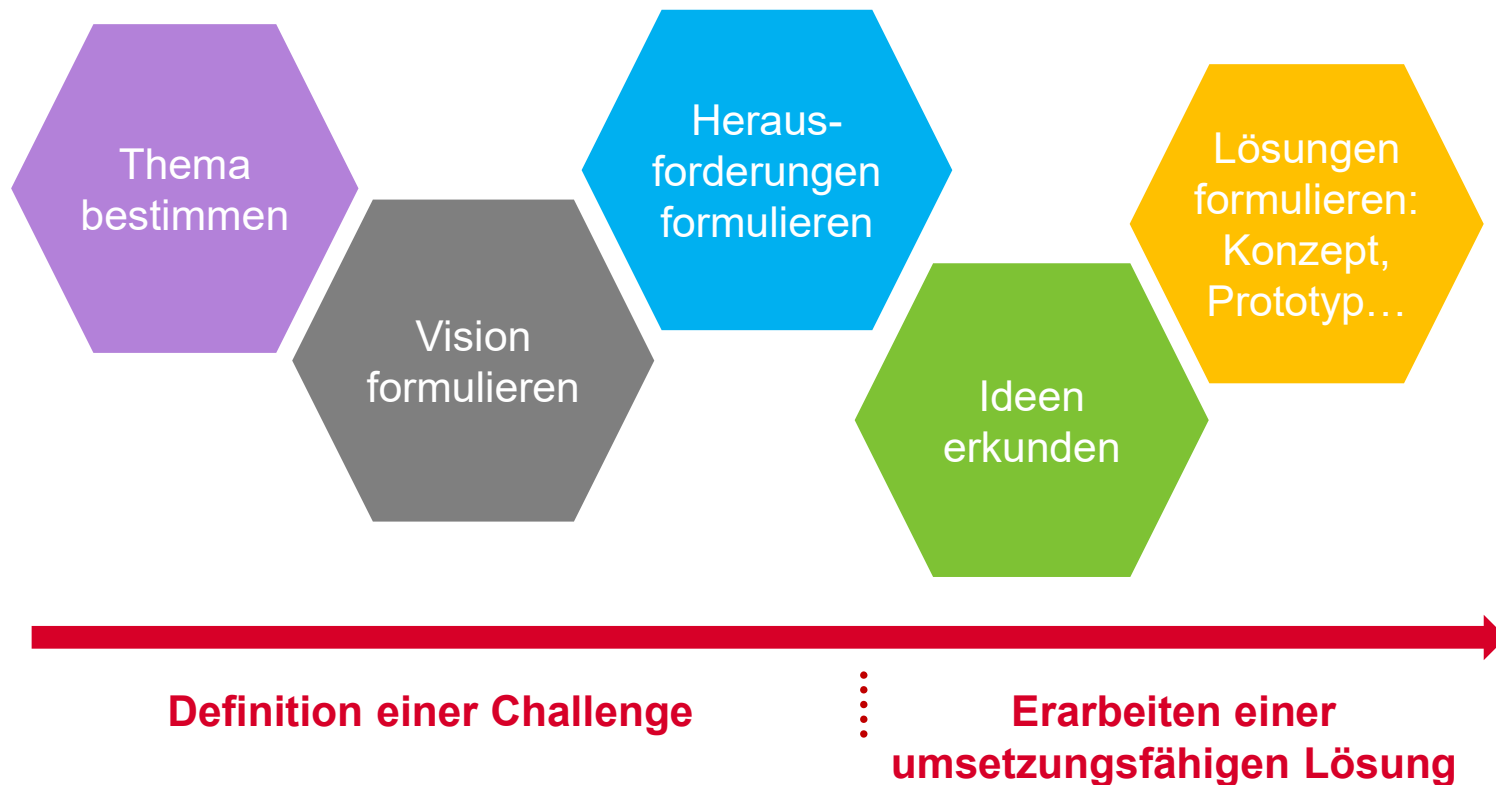 Thema
bestimmen
Vision
formulieren
Heraus-
forderungen
formulieren
Ideen
erkunden
Lösungen
formulieren:
Konzept,
Prototyp…
Definition einer Challenge
Erarbeiten einer
umsetzungsfähigen Lösung